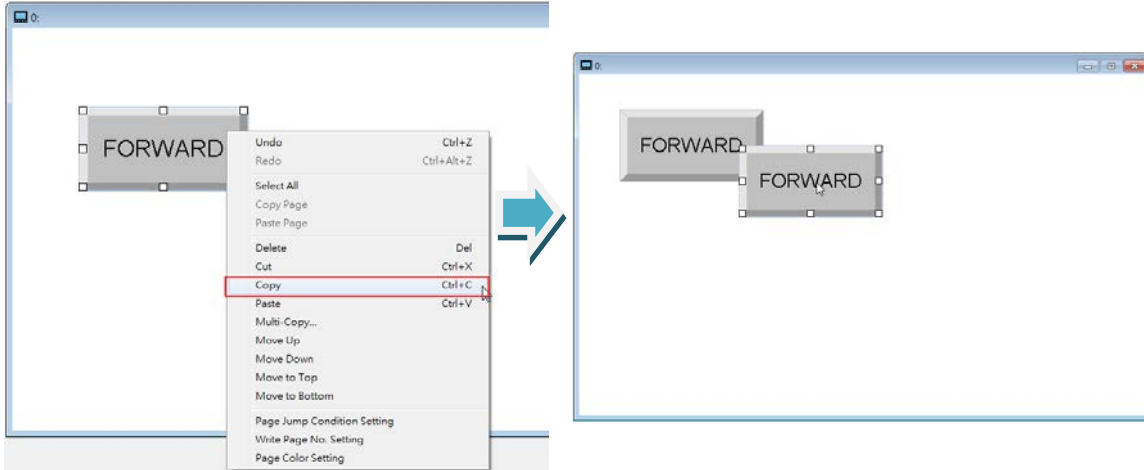 0:
FORWARD
Undo Ctrl+Z
Redo Ctrl+Alt+Z
Select All
Copy Page
Paste Page
Delete Del
Cut Ctrl+X
Copy Ctrl+C
Paste Ctrl+V
Multi-Copy...
Move Up
Move Down
Move to Top
Move to Bottom
Page Jump Condition Setting
Write Page No. Setting
Page Color Setting
0:
FORWARD
FORWARD